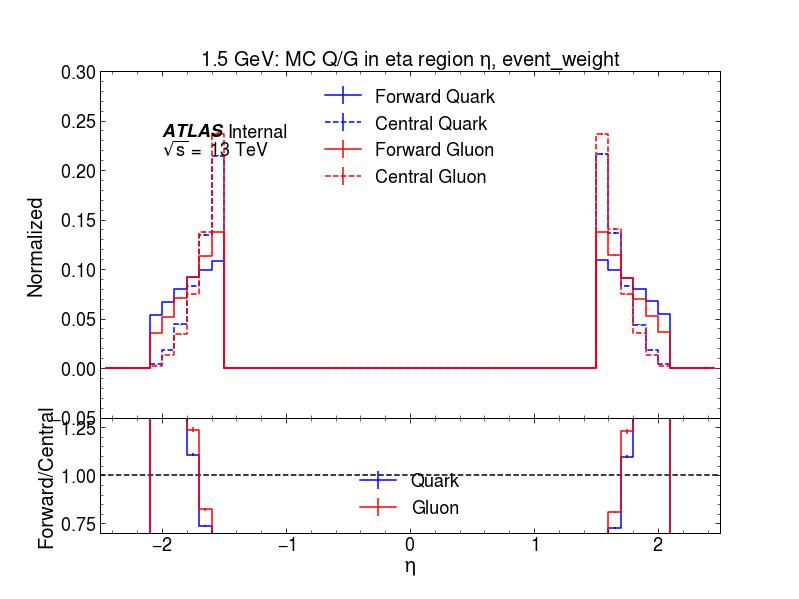 1.5 GeV: MC Q/G in eta region η, event_weight
0.30
0.25
0.20
0.15
0.10
0.05
0.00
−0.05
Normalized
ATLAS Internal
√s = 13 TeV
Forward Quark
Central Quark
Forward Gluon
Central Gluon
1.25
1.00
0.75
Forward/Central
Quark
Gluon
−2 −1 0 1 2
η